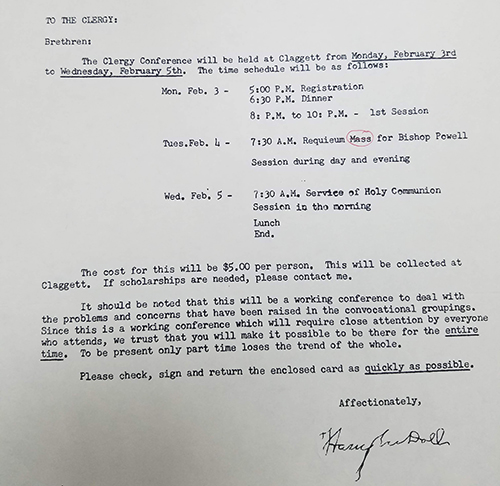 TO THE CLERGY:
Brethren:
The Clergy Conference will be held at Claggett from Monday, February 3rd
to Wednesday, February 5th. The time schedule will be as follows:
Mon. Feb. 3 - 5:00 P.M. Registration
6:30 P.M. Dinner
8: P.M. to 10: P.M. - 1st Session
Tues.Feb. 4 - 7:30 A.M. Requieum Mass for Bishop Powell
Session during day and evening
Wed. Feb. 5 - 7:30 A.M. Service of Holy Communion
Session in the morning
Lunch
End.
The cost for this will be $5.00 per person. This will be collected at
Claggett. If scholarships are needed, please contact me.
It should be noted that this will be a working conference to deal with
the problems and concerns that have been raised in the convocational groupings.
Since this is a working conference which will require close attention by everyone
who attends, we trust that you will make it possible to be there for the entire
time. To be present only part time loses the trend of the whole.
Please check, sign and return the enclosed card as quickly as possible.
Affectionately,